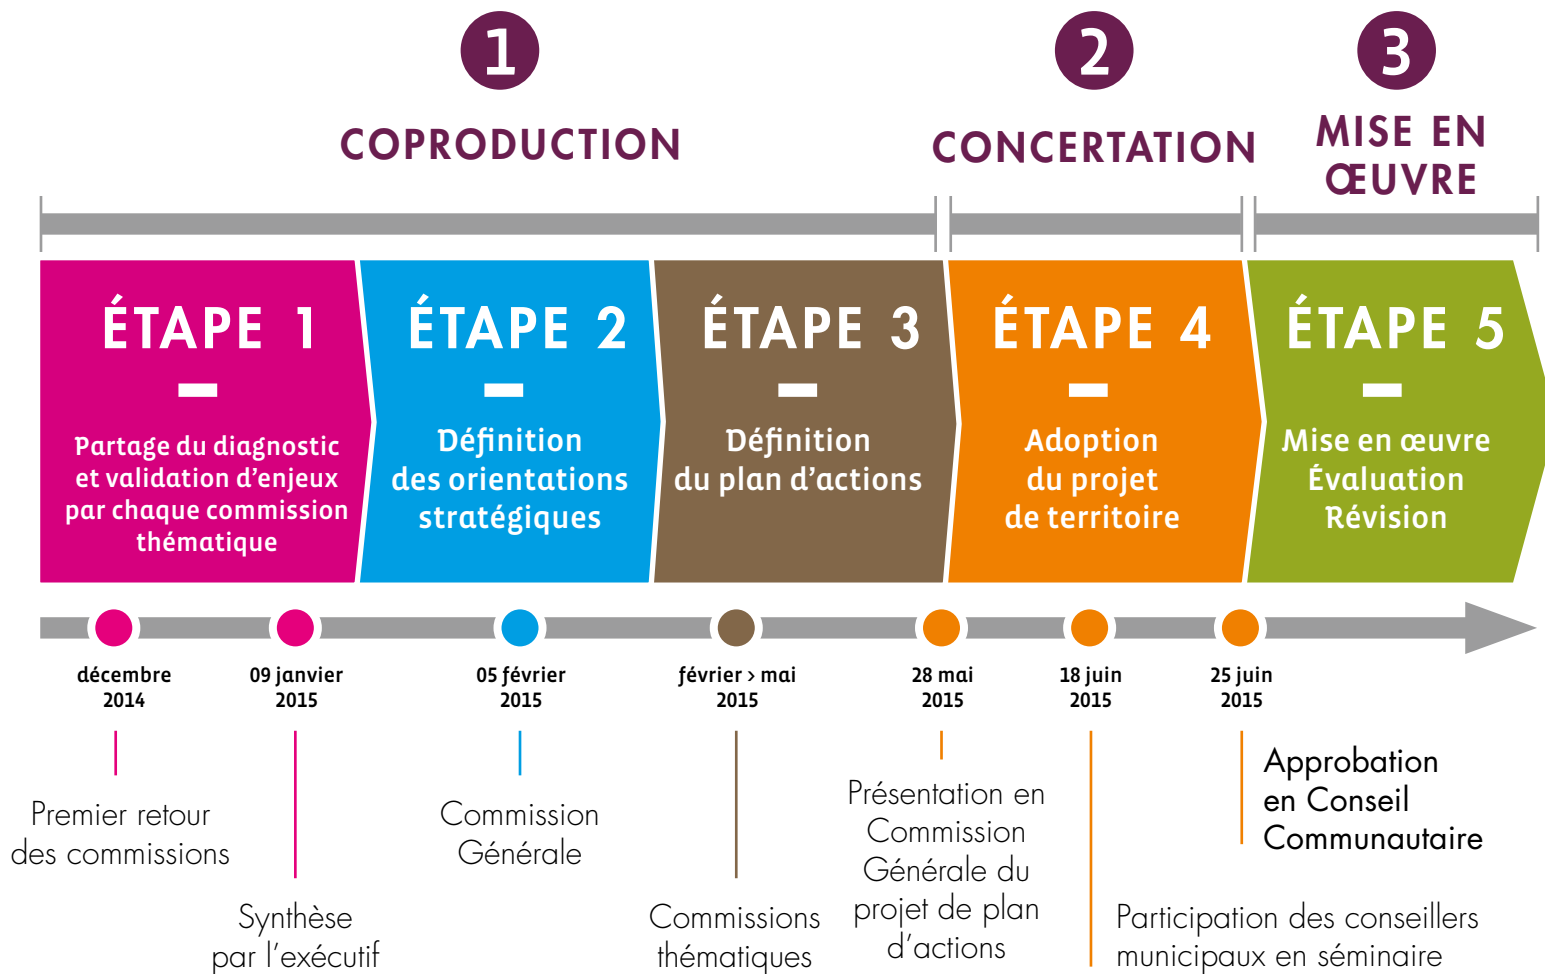 1
COPRODUCTION
2
CONCERTATION
3
MISE EN
ŒUVRE
ÉTAPE 1
Partage du diagnostic
et validation d'enjeux
par chaque commission
thématique
ÉTAPE 2
Définition
des orientations
stratégiques
ÉTAPE 3
Définition
du plan d'actions
ÉTAPE 4
Adoption
du projet
de territoire
ÉTAPE 5
Mise en œuvre
Évaluation
Révision
décembre
2014
Premier retour
des commissions
09 janvier
2015
Synthèse
par l'exécutif
05 février
2015
Commission
Générale
février > mai
2015
Commissions
thématiques
28 mai
2015
Présentation en
Commission
Générale du
projet de plan
d'actions
18 juin
2015
Participation des conseillers
municipaux en séminaire
25 juin
2015
Approbation
en Conseil
Communautaire